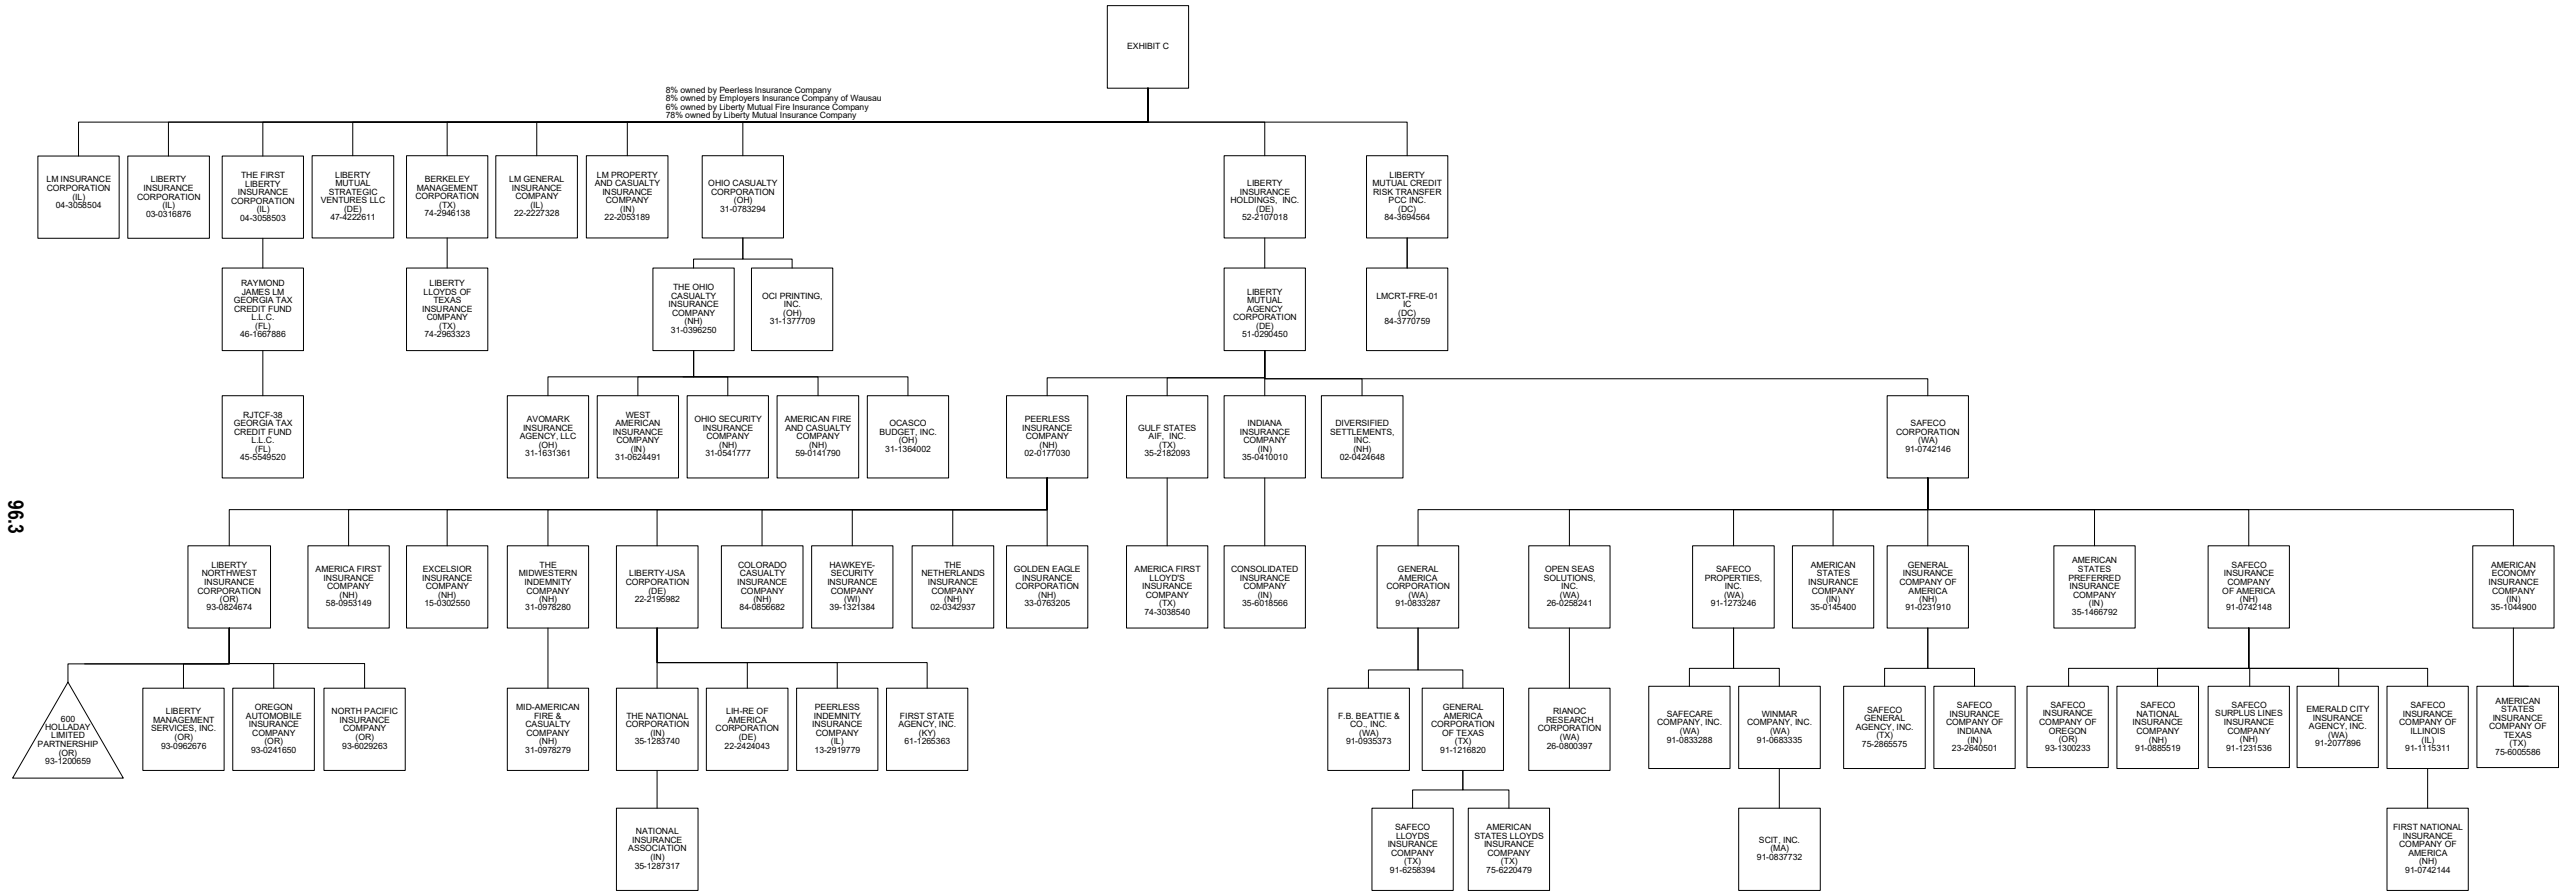 EXHIBIT C
8% owned by Peerless Insurance Company
8% owned by Employers Insurance Company of Wausau
6% owned by Liberty Mutual Fire Insurance Company
78% owned by Liberty Mutual Insurance Company
LM INSURANCE
CORPORATION
(IL)
04-3058504
LIBERTY
INSURANCE
CORPORATION
(IL)
03-0316876
THE FIRST
LIBERTY
INSURANCE
CORPORATION
(IL)
04-3058503
LIBERTY
MUTUAL
STRATEGIC
VENTURES LLC
(DE)
47-4222611
BERKELEY
MANAGEMENT
CORPORATION
(TX)
74-2946138
LM GENERAL
INSURANCE
COMPANY
(IL)
22-2227328
LM PROPERTY
AND CASUALTY
INSURANCE
COMPANY
(IN)
22-2053189
OHIO CASUALTY
CORPORATION
(OH)
31-0783294
LIBERTY
INSURANCE
HOLDINGS, INC.
(DE)
52-2107018
LIBERTY
MUTUAL CREDIT
RISK TRANSFER
PCC INC.
(DC)
84-3694564
RAYMOND
JAMES LM
GEORGIA TAX
CREDIT FUND
L.L.C.
(FL)
46-1667886
LIBERTY
LLOYDS OF
TEXAS
INSURANCE
C0MPANY
(TX)
74-2963323
THE OHIO
CASUALTY
INSURANCE
COMPANY
(NH)
31-0396250
OCI PRINTING,
INC.
(OH)
31-1377709
LIBERTY
MUTUAL
AGENCY
CORPORATION
(DE)
51-0290450
LMCRT-FRE-01
IC
(DC)
84-3770759
RJTCF-38
GEORGIA TAX
CREDIT FUND
L.L.C.
(FL)
45-5549520
AVOMARK
INSURANCE
AGENCY, LLC
(OH)
31-1631361
WEST
AMERICAN
INSURANCE
COMPANY
(IN)
31-0624491
OHIO SECURITY
INSURANCE
COMPANY
(NH)
31-0541777
AMERICAN FIRE
AND CASUALTY
COMPANY
(NH)
59-0141790
OCASCO
BUDGET, INC.
(OH)
31-1364002
PEERLESS
INSURANCE
COMPANY
(NH)
02-0177030
GULF STATES
AIF, INC.
(TX)
35-2182093
INDIANA
INSURANCE
COMPANY
(IN)
35-0410010
DIVERSIFIED
SETTLEMENTS,
INC.
(NH)
02-0424648
SAFECO
CORPORATION
(WA)
91-0742146
96.3
LIBERTY
NORTHWEST
INSURANCE
CORPORATION
(OR)
93-0824674
AMERICA FIRST
INSURANCE
COMPANY
(NH)
58-0953149
EXCELSIOR
INSURANCE
COMPANY
(NH)
15-0302550
THE
MIDWESTERN
INDEMNITY
COMPANY
(NH)
31-0978280
LIBERTY-USA
CORPORATION
(DE)
22-2195982
COLORADO
CASUALTY
INSURANCE
COMPANY
(NH)
84-0856682
HAWKEYE-
SECURITY
INSURANCE
COMPANY
(WI)
39-1321384
THE
NETHERLANDS
INSURANCE
COMPANY
(NH)
02-0342937
GOLDEN EAGLE
INSURANCE
CORPORATION
(NH)
33-0763205
AMERICA FIRST
LLOYD'S
INSURANCE
COMPANY
(TX)
74-3038540
CONSOLIDATED
INSURANCE
COMPANY
(IN)
35-6018566
GENERAL
AMERICA
CORPORATION
(WA)
91-0833287
OPEN SEAS
SOLUTIONS,
INC.
(WA)
26-0258241
SAFECO
PROPERTIES,
INC.
(WA)
91-1273246
AMERICAN
STATES
INSURANCE
COMPANY
(IN)
35-0145400
GENERAL
INSURANCE
COMPANY OF
AMERICA
(NH)
91-0231910
AMERICAN
STATES
PREFERRED
INSURANCE
COMPANY
(IN)
35-1466792
SAFECO
INSURANCE
COMPANY
OF AMERICA
(NH)
91-0742148
AMERICAN
ECONOMY
INSURANCE
COMPANY
(IN)
35-1044900
600
HOLLADAY
LIMITED
PARTNERSHIP
(OR)
93-1200659
LIBERTY
MANAGEMENT
SERVICES, INC.
(OR)
93-0962676
OREGON
AUTOMOBILE
INSURANCE
COMPANY
(OR)
93-0241650
NORTH PACIFIC
INSURANCE
COMPANY
(OR)
93-6029263
MID-AMERICAN
FIRE &
CASUALTY
COMPANY
(NH)
31-0978279
THE NATIONAL
CORPORATION
(IN)
35-1283740
LIH-RE OF
AMERICA
CORPORATION
(DE)
22-2424043
PEERLESS
INDEMNITY
INSURANCE
COMPANY
(IL)
13-2919779
FIRST STATE
AGENCY, INC.
(KY)
61-1265363
F.B. BEATTIE &
CO., INC.
(WA)
91-0935373
GENERAL
AMERICA
CORPORATION
OF TEXAS
(TX)
91-1216820
RIANOC
RESEARCH
CORPORATION
(WA)
26-0800397
SAFECARE
COMPANY, INC.
(WA)
91-0833288
WINMAR
COMPANY, INC.
(WA)
91-0683335
SAFECO
GENERAL
AGENCY, INC.
(TX)
75-2865575
SAFECO
INSURANCE
COMPANY OF
INDIANA
(IN)
23-2640501
SAFECO
INSURANCE
COMPANY OF
OREGON
(OR)
93-1300233
SAFECO
NATIONAL
INSURANCE
COMPANY
(NH)
91-0885519
SAFECO
SURPLUS LINES
INSURANCE
COMPANY
(NH)
91-1231536
EMERALD CITY
INSURANCE
AGENCY, INC.
(WA)
91-2077896
SAFECO
INSURANCE
COMPANY OF
ILLINOIS
(IL)
91-1115311
AMERICAN
STATES
INSURANCE
COMPANY OF
TEXAS
(TX)
75-6005586
NATIONAL
INSURANCE
ASSOCIATION
(IN)
35-1287317
SAFECO
LLOYDS
INSURANCE
COMPANY
(TX)
91-6258394
AMERICAN
STATES LLOYDS
INSURANCE
COMPANY
(TX)
75-6220479
SCIT, INC.
(MA)
91-0837732
FIRST NATIONAL
INSURANCE
COMPANY OF
AMERICA
(NH)
91-0742144